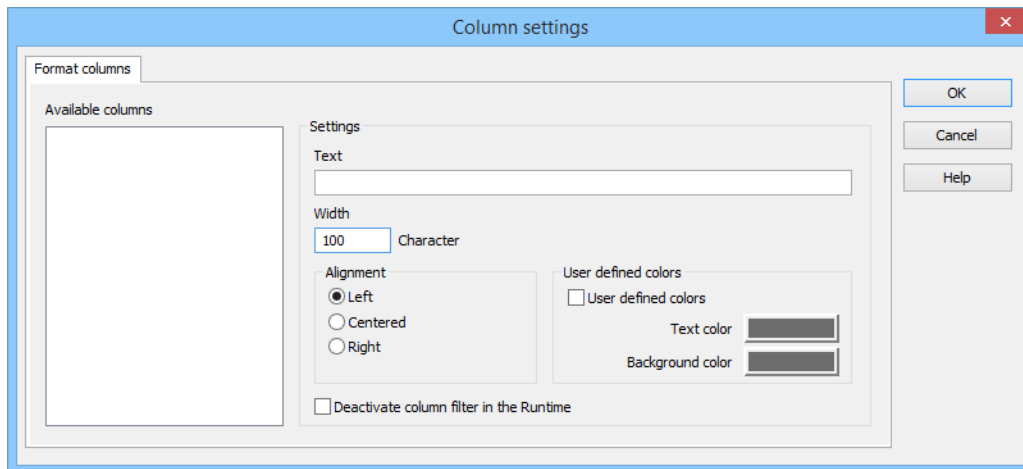 Column settings
Format columns
Available columns
Settings
Text
Width
100 Character
Alignment
Left
Centered
Right
User defined colors
User defined colors
Text color
Background color
Deactivate column filter in the Runtime
OK
Cancel
Help